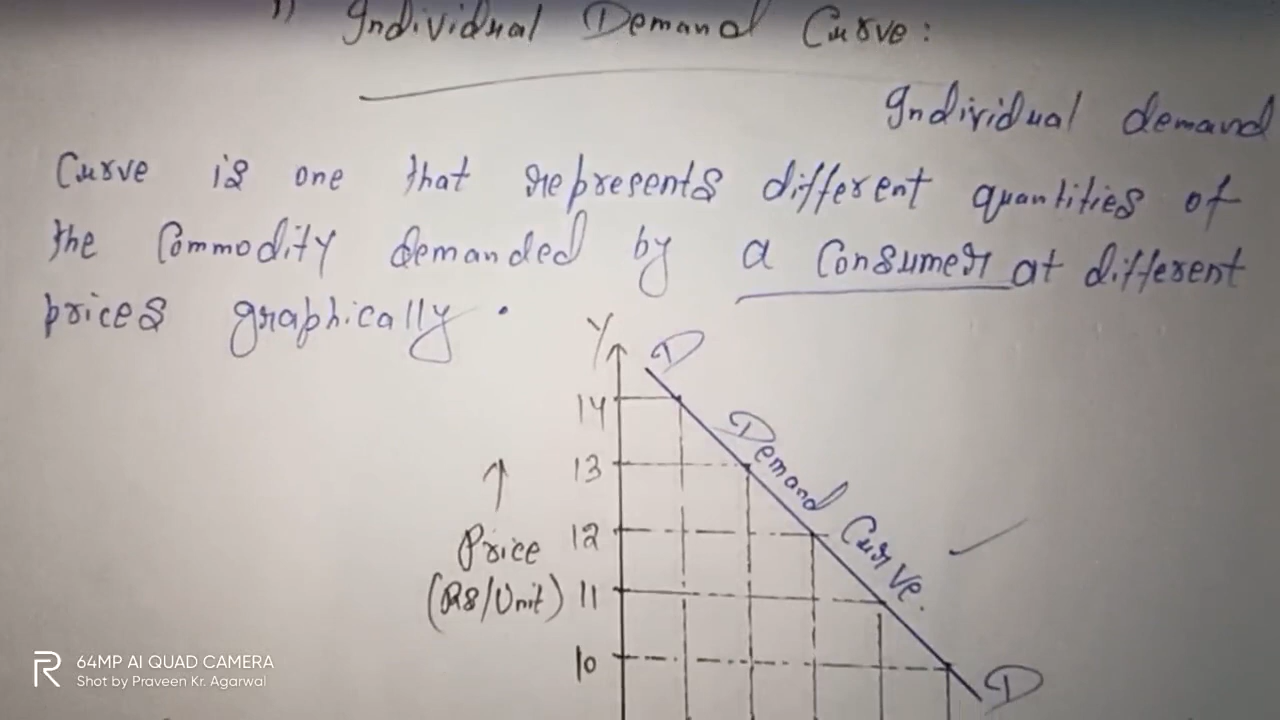 1) Individual Demand Curve:
Individual demand
Curve is one that represents different quantities of
the Commodity demanded by a Consumer at different
prices graphically.
Y
D
14
13
12
11
10
Price
(RS/Unit)
Demand Curve.
D
R
64MP AI QUAD CAMERA
Shot by Praveen Kr. Agarwal